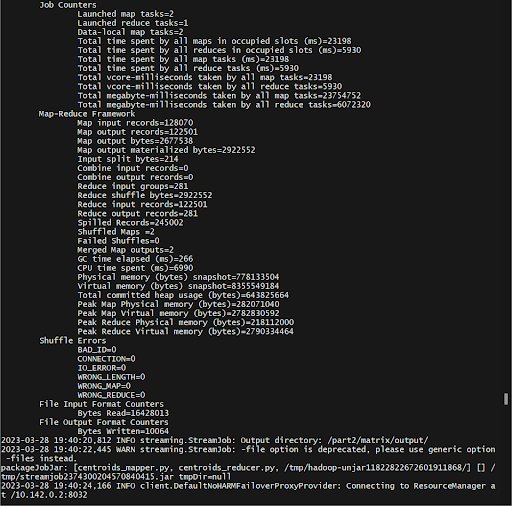 Job Counters
Launched map tasks=2
Launched reduce tasks=1
Data-local map tasks=2
Total time spent by all maps in occupied slots (ms)=23198
Total time spent by all reduces in occupied slots (ms)=5930
Total time spent by all map tasks (ms)=23198
Total time spent by all reduce tasks (ms)=5930
Total vcore-milliseconds taken by all map tasks=23198
Total vcore-milliseconds taken by all reduce tasks=5930
Total megabyte-milliseconds taken by all map tasks=23754752
Total megabyte-milliseconds taken by all reduce tasks=6072320
Map-Reduce Framework
Map input records=128070
Map output records=122501
Map output bytes=2677538
Map output materialized bytes=2922552
Input split bytes=214
Combine input records=0
Combine output records=0
Reduce input groups=281
Reduce shuffle bytes=2922552
Reduce input records=122501
Reduce output records=281
Spilled Records=245002
Shuffled Maps =2
Failed Shuffles=0
Merged Map outputs=2
GC time elapsed (ms)=266
CPU time spent (ms)=6990
Physical memory (bytes) snapshot=778133504
Virtual memory (bytes) snapshot=8355549184
Total committed heap usage (bytes)=643825664
Peak Map Physical memory (bytes)=282071040
Peak Map Virtual memory (bytes)=2782830592
Peak Reduce Physical memory (bytes)=218112000
Peak Reduce Virtual memory (bytes)=2790334464
Shuffle Errors
BAD_ID=0
CONNECTION=0
IO_ERROR=0
WRONG_LENGTH=0
WRONG_MAP=0
WRONG_REDUCE=0
File Input Format Counters
Bytes Read=16428013
File Output Format Counters
Bytes Written=10064
2023-03-28 19:40:20,812 INFO streaming.StreamJob: Output directory: /part2/matrix/output/
2023-03-28 19:40:22,445 WARN streaming.StreamJob: -file option is deprecated, please use generic option
-files instead.
packageJobJar: [centroids_mapper.py, centroids_reducer.py, /tmp/hadoop-unjar1182282267260191186​8/] [] /
tmp/streamjob2374300204570840415.jar tmpDir=null
2023-03-28 19:40:24,166 INFO client.DefaultNoHARMFailoverProxyProvider: Connecting to ResourceManager a
t /10.142.0.2:8032